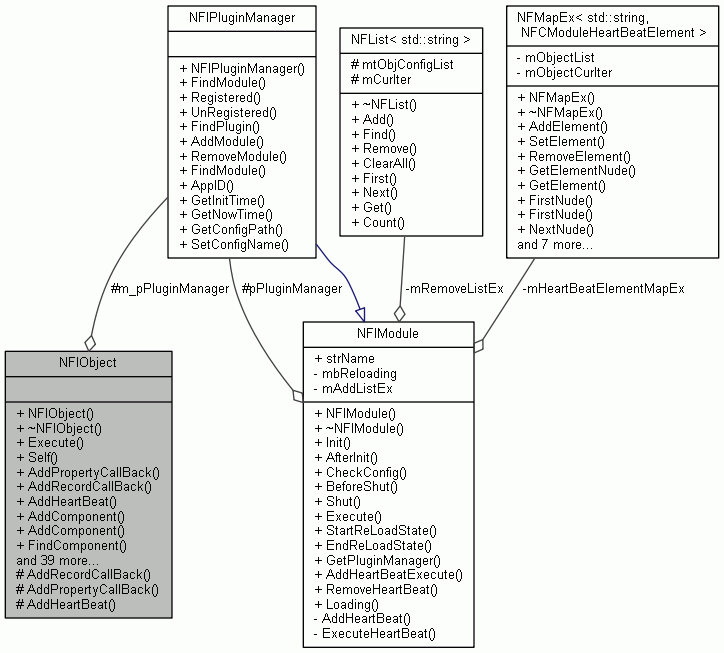 NFIPluginManager
+ NFIPluginManager()
+ FindModule()
+ Registered()
+ UnRegistered()
+ FindPlugin()
+ AddModule()
+ RemoveModule()
+ FindModule()
+ AppID()
+ GetInitTime()
+ GetNowTime()
+ GetConfigPath()
+ SetConfigName()
NFList< std::string >
# mtObjConfigList
# mCurIter
+ ~NFList()
+ Add()
+ Find()
+ Remove()
+ ClearAll()
+ First()
+ Next()
+ Get()
+ Count()
NFMapEx< std::string,
NFCModuleHeartBeatElement >
- mObjectList
- mObjectCurIter
+ NFMapEx()
+ ~NFMapEx()
+ AddElement()
+ SetElement()
+ RemoveElement()
+ GetElementNude()
+ GetElement()
+ FirstNude()
+ FirstNude()
+ NextNude()
and 7 more...
#m_pPluginManager
#pPluginManager
-mRemoveListEx
-mHeartBeatElementMapEx
NFIObject
+ NFIObject()
+ ~NFIObject()
+ Execute()
+ Self()
+ AddPropertyCallBack()
+ AddRecordCallBack()
+ AddHeartBeat()
+ AddComponent()
+ AddComponent()
+ FindComponent()
and 39 more...
# AddRecordCallBack()
# AddPropertyCallBack()
# AddHeartBeat()
NFIModule
+ strName
- mbReloading
- mAddListEx
+ NFIModule()
+ ~NFIModule()
+ Init()
+ AfterInit()
+ CheckConfig()
+ BeforeShut()
+ Shut()
+ Execute()
+ StartReLoadState()
+ EndReLoadState()
+ GetPluginManager()
+ AddHeartBeatExecute()
+ RemoveHeartBeat()
+ Loading()
- AddHeartBeat()
- ExecuteHeartBeat()